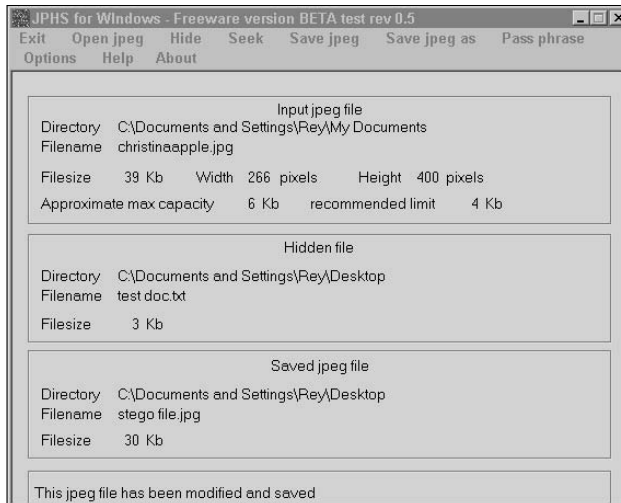 JPHS for WIndows - Freeware version BETA test rev 0.5
Exit Open jpeg Hide Seek Save jpeg Save jpeg as Pass phrase
Options Help About
Input jpeg file
Directory C:\Documents and Settings\Rey\My Documents
Filename christinaapple.jpg
Filesize 39 Kb Width 266 pixels Height 400 pixels
Approximate max capacity 6 Kb recommended limit 4 Kb
Hidden file
Directory C:\Documents and Settings\Rey\Desktop
Filename test doc.txt
Filesize 3 Kb
Saved jpeg file
Directory C:\Documents and Settings\Rey\Desktop
Filename stego file.jpg
Filesize 30 Kb
This jpeg file has been modified and saved